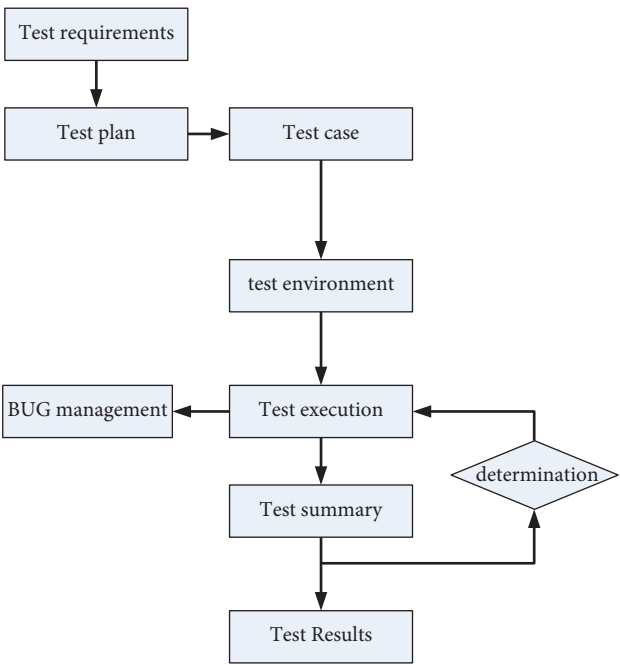 Test requirements
Test plan
Test case
test environment
BUG management
Test execution
determination
Test summary
Test Results